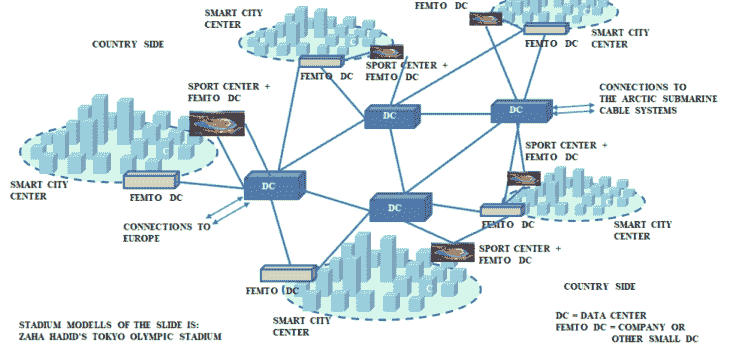 FEMTO DC
SMART CITY
CENTER
SMART CITY
CENTER
COUNTRY SIDE
FEMTO DC
FEMTO DC
SPORT CENTER +
FEMTO DC
SPORT CENTER +
FEMTO DC
CONNECTIONS TO
THE ARCTIC SUBMARINE
CABLE SYSTEMS
DC
DC
SPORT CENTER +
FEMTO DC
C
SMART CITY
CENTER
DC
FEMTO DC
DC
CONNECTIONS TO
EUROPE
FEMTO DC
SMART CITY
CENTER
SPORT CENTER +
FEMTO DC
FEMTO DC
C
COUNTRY SIDE
SMART CITY
CENTER
STADIUM MODELLS OF THE SLIDE IS:
ZAHA HADID'S TOKYO OLYMPIC STADIUM
DC = DATA CENTER
FEMTO DC = COMPANY OR
OTHER SMALL DC